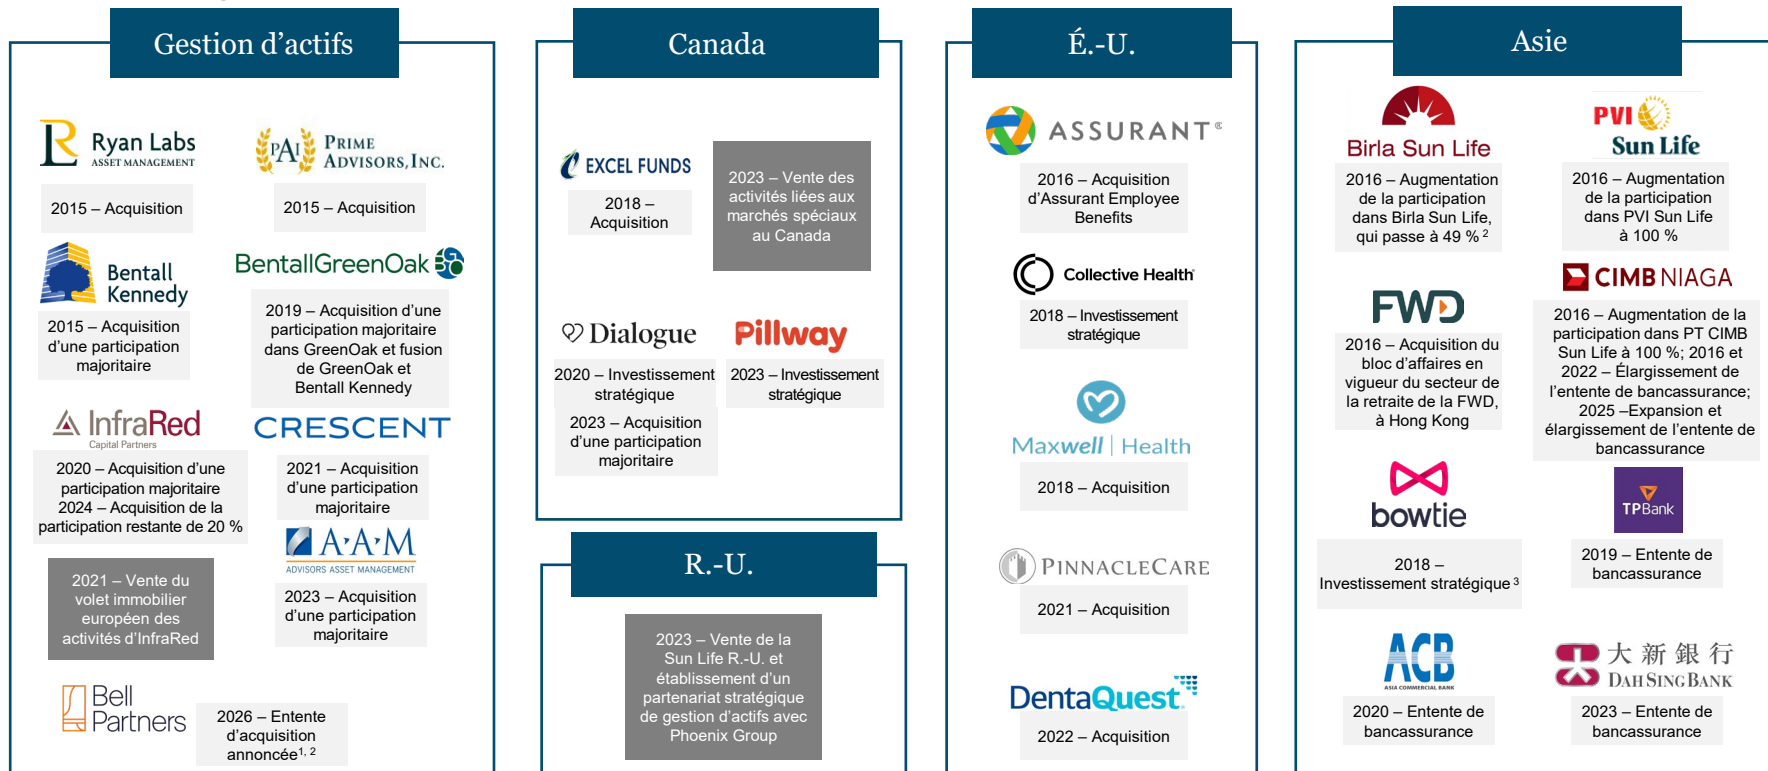 Gestion d’actifs
Ryan Labs
ASSET MANAGEMENT
2015 – Acquisition
PAI PRIME
ADVISORS, INC.
2015 – Acquisition
Bentall
Kennedy
2015 – Acquisition
d’une participation
majoritaire
BentallGreenOak
2019 – Acquisition d’une
participation majoritaire
dans GreenOak et fusion
de GreenOak et
Bentall Kennedy
InfraRed
Capital Partners
2020 – Acquisition d’une
participation majoritaire
2024 – Acquisition de la
participation restante de 20 %
CRESCENT
2021 – Acquisition
d’une participation
majoritaire
2021 – Vente du
volet immobilier
européen des
activités d’InfraRed
A·A·M
ADVISORS ASSET MANAGEMENT
2023 – Acquisition
d’une participation
majoritaire
Bell
Partners
2026 – Entente
d’acquisition
annoncée1, 2
Canada
EXCEL FUNDS
2018 –
Acquisition
2023 – Vente des
activités liées aux
marchés spéciaux
au Canada
Dialogue
2020 – Investissement
stratégique
2023 – Acquisition
d’une participation
majoritaire
Pillway
2023 – Investissement
stratégique
R.-U.
2023 – Vente de la
Sun Life R.-U. et
établissement d’un
partenariat stratégique
de gestion d’actifs avec
Phoenix Group
É.-U.
ASSURANT
2016 – Acquisition
d’Assurant Employee
Benefits
Collective Health
2018 – Investissement
stratégique
Maxwell | Health
2018 – Acquisition
PINNACLECARE
2021 – Acquisition
DentaQuest
2022 – Acquisition
Asie
Birla Sun Life
2016 – Augmentation
de la participation
dans Birla Sun Life,
qui passe à 49 % 2
PVI
Sun Life
2016 – Augmentation
de la participation
dans PVI Sun Life
à 100 %
FWD
2016 – Acquisition du
bloc d’affaires en
vigueur du secteur de
la retraite de la FWD,
à Hong Kong
CIMB NIAGA
2016 – Augmentation de la
participation dans PT CIMB
Sun Life à 100 %; 2016 et
2022 – Élargissement de
l’entente de bancassurance;
2025 –Expansion et
élargissement de l’entente de
bancassurance
bowtie
2018 –
Investissement stratégique 3
TPBank
2019 – Entente de
bancassurance
ACB
ASIA COMMERCIAL BANK
2020 – Entente de
bancassurance
大新銀行
DAH SING BANK
2023 – Entente de
bancassurance